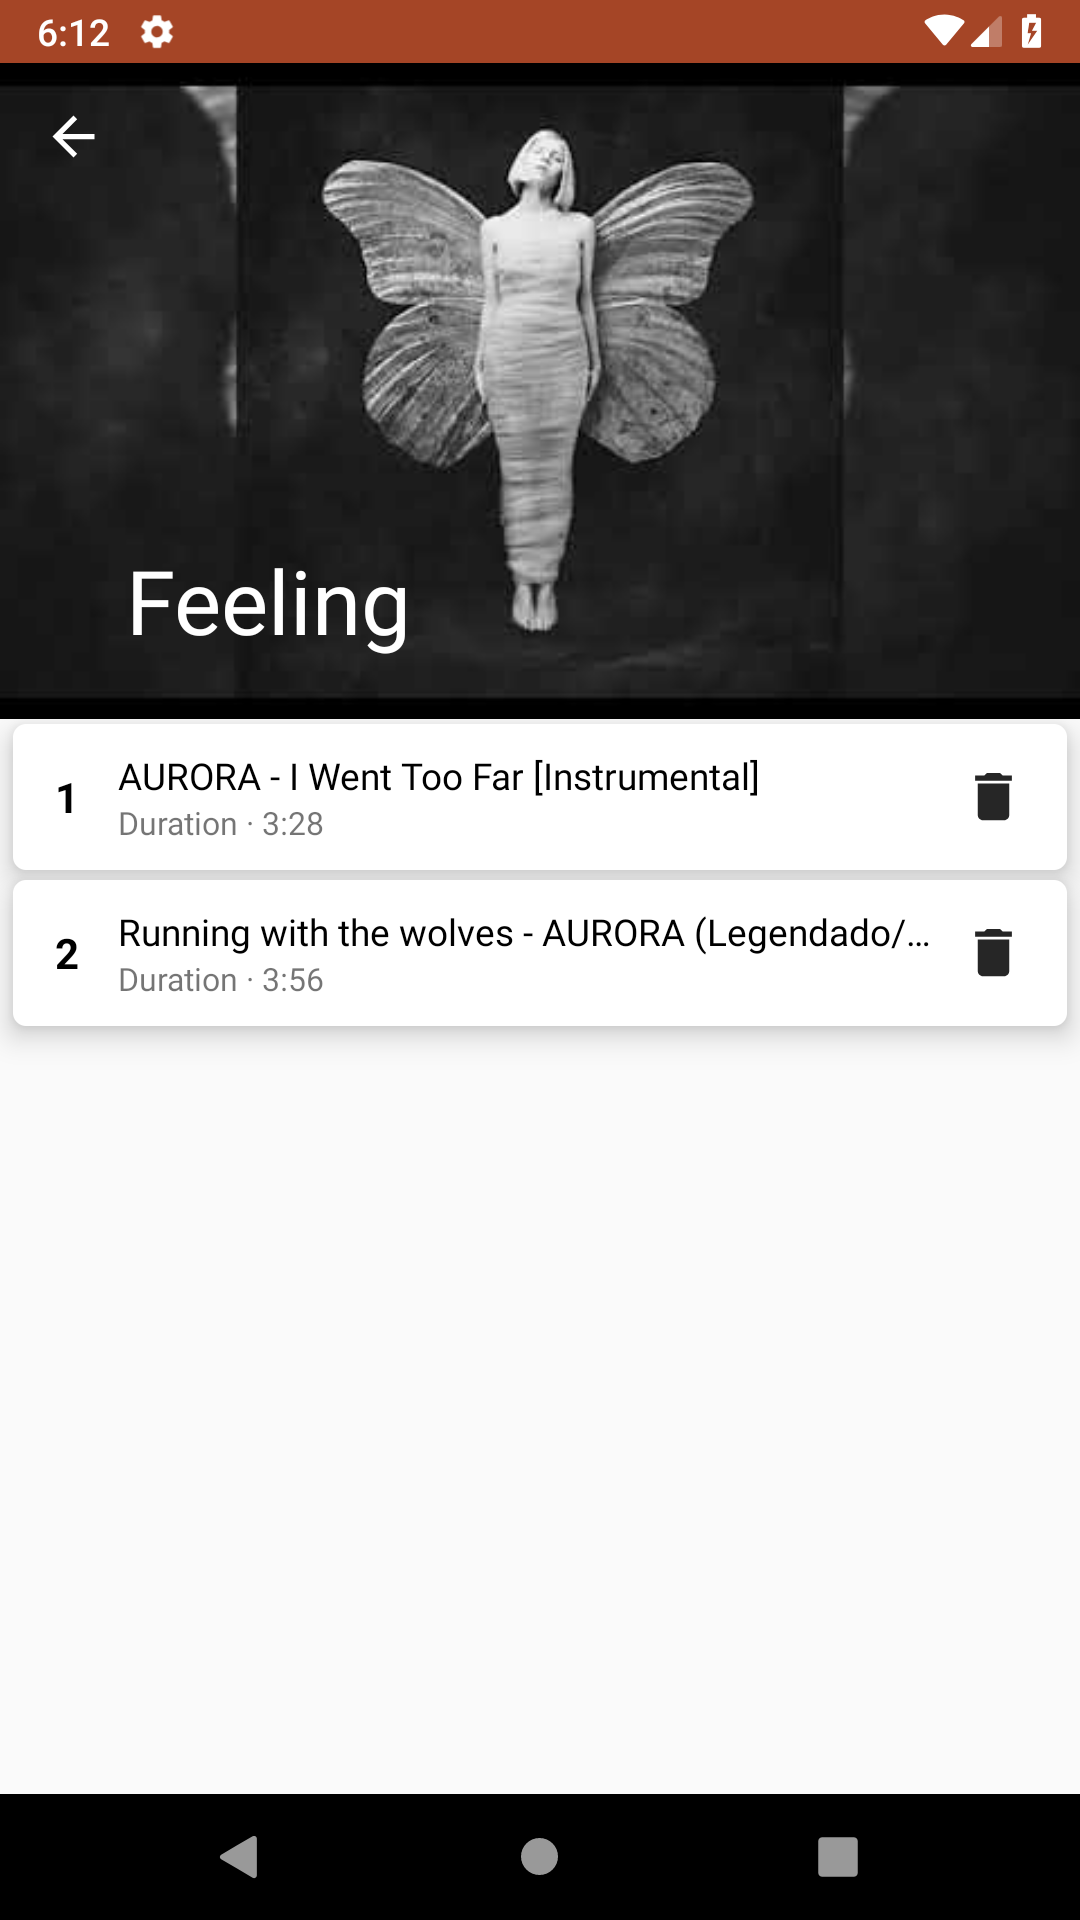 6:12
Feeling
1
AURORA - I Went Too Far [Instrumental]
Duration · 3:28
2
Running with the wolves - AURORA (Legendado/...
Duration · 3:56